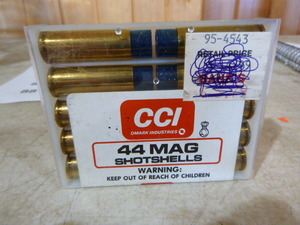 95-4543
RETAIL PRICE
CCI
OMARK INDUSTRIES
44 MAG
SHOTSHELLS
WARNING:
KEEP OUT OF REACH OF CHILDREN